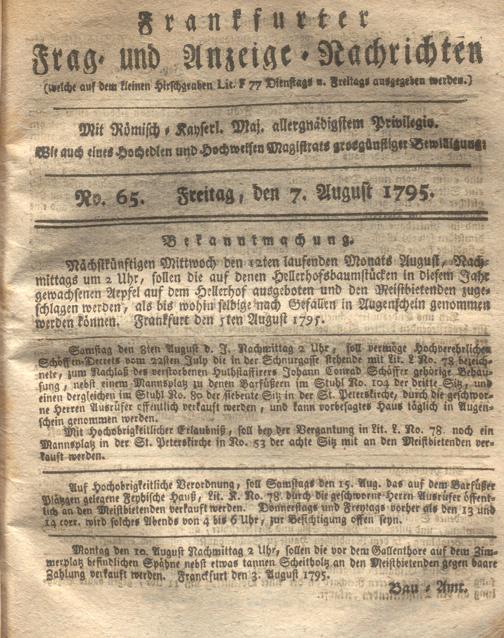 Frankfurter
Frag- und Anzeige-Nachrichten
(welche auf dem kleinen Hirschgraben Lit. F 77 Dienstags u. Freitags ausgegeben werden.)
Mit Römisch-Kayserl. Maj. allergnädigstem Privilegio.
Wie auch eines Hochedlen und Hochweisen Magistrats grosgünstiger Bewilligung:
No. 65. Freitag, den 7. August 1795.
Bekanntmachung.
Nächstkünftigen Mittwoch den 12ten laufenden Monats August, Nach-
mittags um 2 Uhr, sollen die auf denen Hellerhofsbaumstücken in diesem Jahr
gewachsenen Aepfel auf dem Hellerhof ausgeboten und den Meistbietenden zuge-
schlagen werden, als bis wohin selbige nach Gefallen in Augenschein genommen
werden können. Frankfurt den 5ten August 1795.
Samstag den 8ten August d. J. Nachmittag 2 Uhr, soll vermöge Hochverehrlichen
Schöffen-Decrets vom 22sten July die in der Schnurgasse stehende mit Lit. L No. 78 bezeich-
nete, zum Nachlaß des verstorbenen Huthstaffirers Johann Conrad Schäffer gehörige Behau-
sung, nebst einem Mannsplatz zu denen Barfüßern im Stuhl No. 104 der dritte Sitz, und
einen dergleichen im Stuhl No. 80 der siebente Sitz in der St. Peterskirche, durch die geschwor-
ne Herren Ausrüfer öffentlich verkauft werden, und kann vorbesagtes Haus täglich in Augen-
schein genommen werden.
Mit Hochobrigkeitlicher Erlaubniß, soll bey der Vergantung in Lit. L. No. 78. noch ein
Mannsplatz in der St. Peterskirche in No. 53 der achte Sitz mit an den Meistbietenden ver-
kauft werden.
Auf Hochobrigkeitliche Verordnung, soll Samstags den 15. Aug. das auf dem Barfüßer
Plätzgen gelegene Haus, Lit. K. No. 78. durch die geschworne Herren Ausrüfer öffent-
lich an den Meistbietenden verkauft werden. Donnerstags und Freytags vorher als den 13 und
14 corr. wird solches Abends von 4 bis 6 Uhr, zur Besichtigung offen seyn.
Montag den 10. August Nachmittag 2 Uhr, sollen die vor dem Gallenthore auf dem Zim-
merplatz befindlichen Spähne nebst etwas tannen Scheitholz an den Meistbietenden gegen baare
Zahlung verkauft werden. Franckfurt den 3. August 1795.
Bau-Amt.